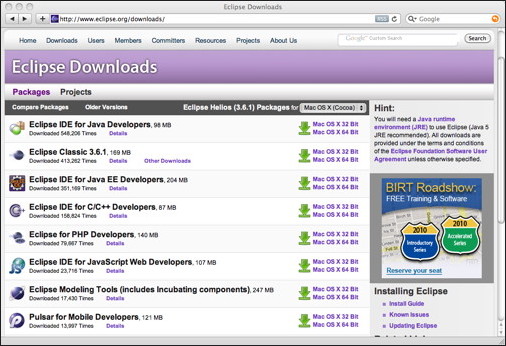 Eclipse Downloads
http://www.eclipse.org/downloads/
RSS
Google
Home Downloads Users Members Committers Resources Projects About Us
Google Custom Search
Search
Eclipse Downloads
Packages Projects
Compare Packages Older Versions Eclipse Helios (3.6.1) Packages for Mac OS X (Cocoa)
Eclipse IDE for Java Developers, 98 MB
Downloaded 548,206 Times Details
Mac OS X 32 Bit
Mac OS X 64 Bit
Eclipse Classic 3.6.1, 169 MB
Downloaded 413,262 Times Details Other Downloads
Mac OS X 32 Bit
Mac OS X 64 Bit
Eclipse IDE for Java EE Developers, 204 MB
Downloaded 351,169 Times Details
Mac OS X 32 Bit
Mac OS X 64 Bit
Eclipse IDE for C/C++ Developers, 87 MB
Downloaded 158,824 Times Details
Mac OS X 32 Bit
Mac OS X 64 Bit
Eclipse for PHP Developers, 140 MB
Downloaded 79,667 Times Details
Mac OS X 32 Bit
Mac OS X 64 Bit
Eclipse IDE for JavaScript Web Developers, 107 MB
Downloaded 23,716 Times Details
Mac OS X 32 Bit
Mac OS X 64 Bit
Eclipse Modeling Tools (includes Incubating components), 247 MB
Downloaded 17,430 Times Details
Mac OS X 32 Bit
Mac OS X 64 Bit
Pulsar for Mobile Developers, 121 MB
Downloaded 13,901 Times Details
Mac OS X 32 Bit
Mac OS X 64 Bit
Hint:
You will need a Java runtime
environment (JRE) to use Eclipse (Java 5
JRE recommended). All downloads are
provided under the terms and conditions of
the Eclipse Foundation Software User
Agreement unless otherwise specified.
BIRT Roadshow:
FREE Training & Software
2010
Introductory
Series
2010
Accelerated
Series
Reserve your seat
Installing Eclipse
Install Guide
Known Issues
Updating Eclipse